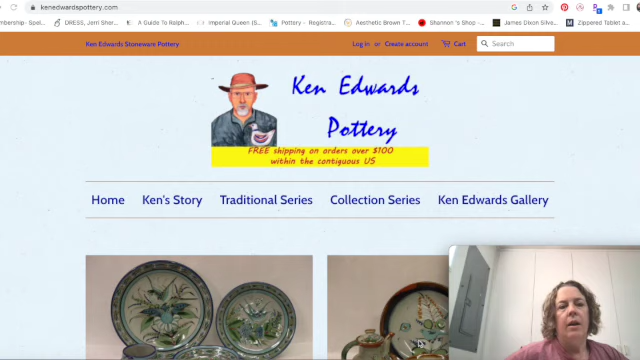 kenedwardspottery.com
mbership- Spel...
DRESS, Jerri Sher...
A Guide To Ralph...
Imperial Queen (S...
Pottery - Registra...
Aesthetic Brown T...
Shannon 's Shop -...
James Dixon Silve...
Zippered Tablet a
Ken Edwards Stoneware Pottery
Log in or Create account
Cart
Search
Ken Edwards
Pottery
FREE shipping on orders over $100
within the contiguous US
Home
Ken's Story
Traditional Series
Collection Series
Ken Edwards Gallery